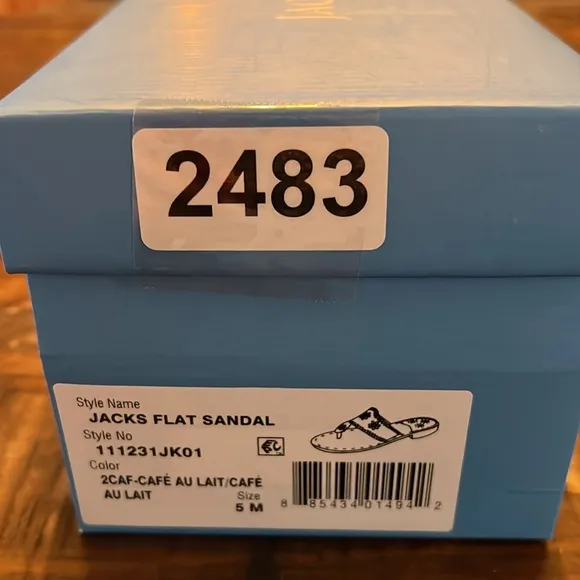 JAC
2483
Style Name
JACKS FLAT SANDAL
Style No
111231JK01
Color
2CAF-CAFÉ AU LAIT/CAFÉ
AU LAIT
Size
5 M
8 85434 01494 2